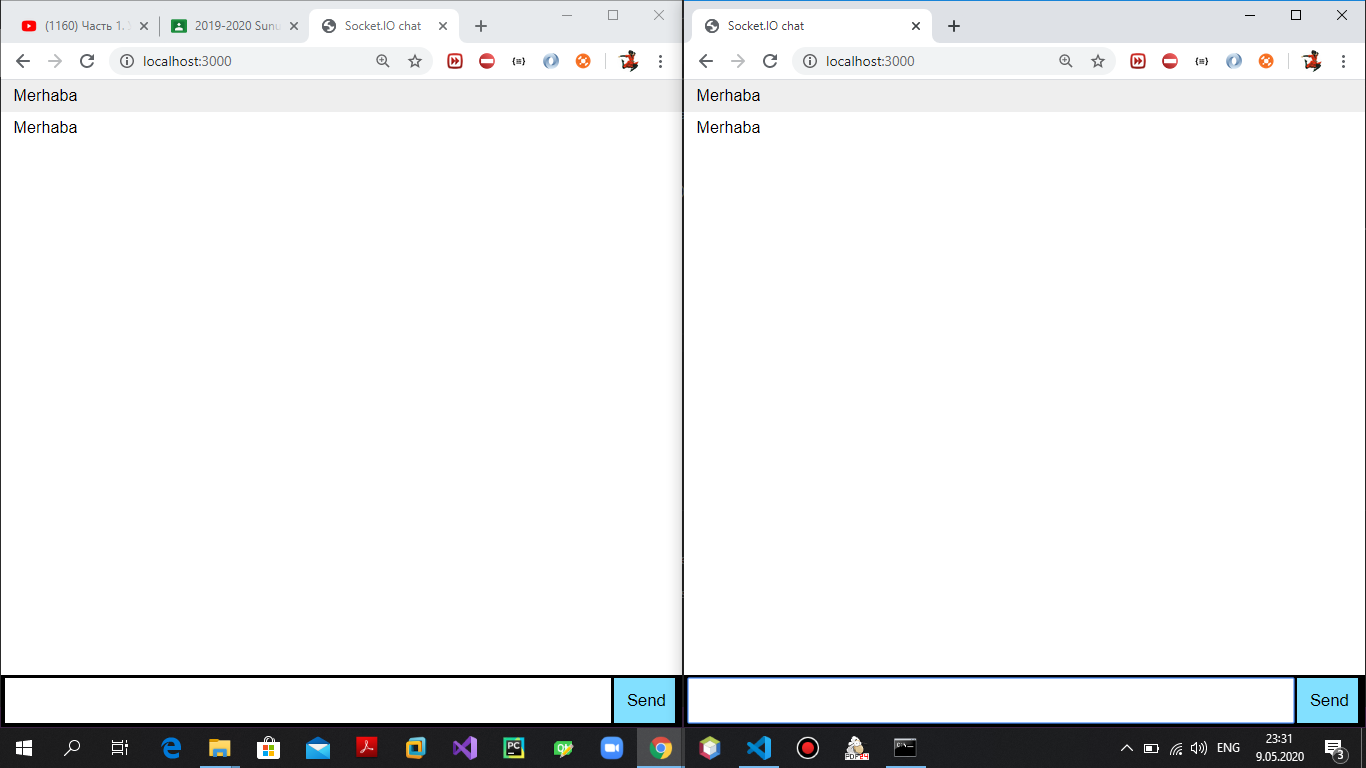 (1160) Часть 1.
2019-2020 Sunu
Socket.IO chat
localhost:3000
Merhaba
Merhaba
Send
Socket.IO chat
localhost:3000
Merhaba
Merhaba
Send
ENG
23:31
9.05.2020
3